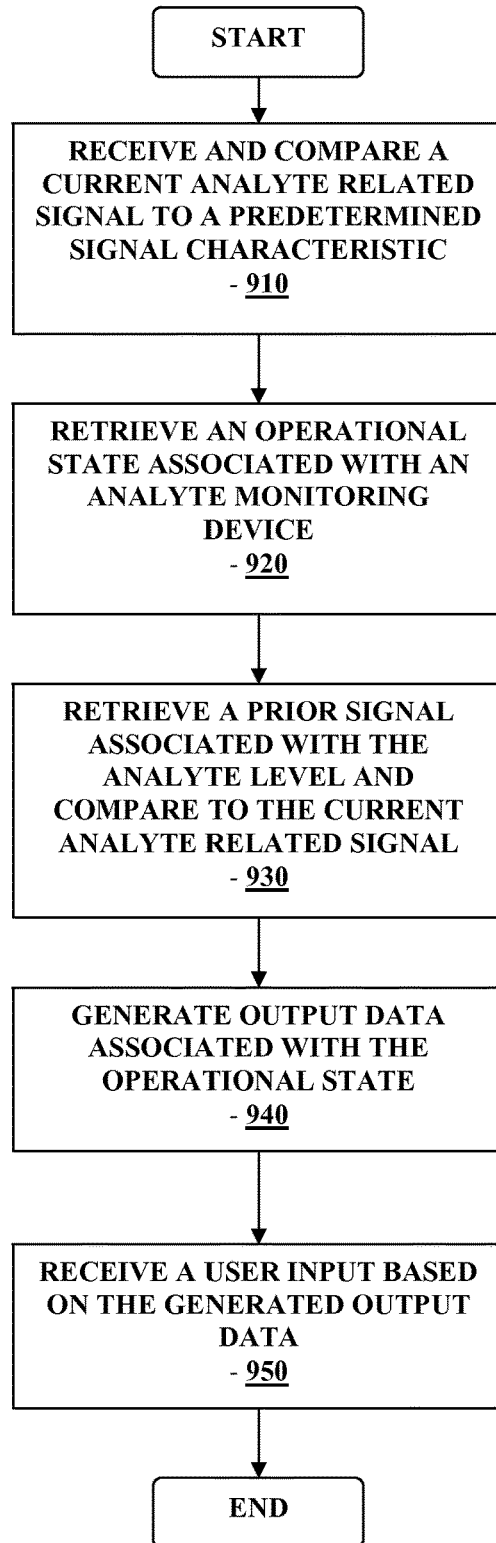 START
RECEIVE AND COMPARE A
CURRENT ANALYTE RELATED
SIGNAL TO A PREDETERMINED
SIGNAL CHARACTERISTIC
- 910
RETRIEVE AN OPERATIONAL
STATE ASSOCIATED WITH AN
ANALYTE MONITORING
DEVICE
- 920
RETRIEVE A PRIOR SIGNAL
ASSOCIATED WITH THE
ANALYTE LEVEL AND
COMPARE TO THE CURRENT
ANALYTE RELATED SIGNAL
- 930
GENERATE OUTPUT DATA
ASSOCIATED WITH THE
OPERATIONAL STATE
- 940
RECEIVE A USER INPUT BASED
ON THE GENERATED OUTPUT
DATA
- 950
END